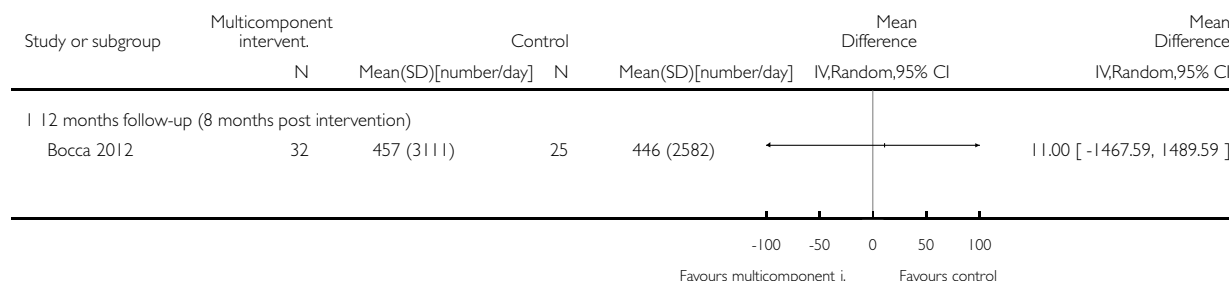 Study or subgroup Multicomponent intervent. Control Mean Difference Mean Difference
N Mean(SD)[number/day] N Mean(SD)[number/day] IV,Random,95% CI IV,Random,95% CI
1 12 months follow-up (8 months post intervention)
Bocca 2012 32 457 (3111) 25 446 (2582) 11.00 [ -1467.59, 1489.59 ]
-100 -50 0 50 100
Favours multicomponent i. Favours control